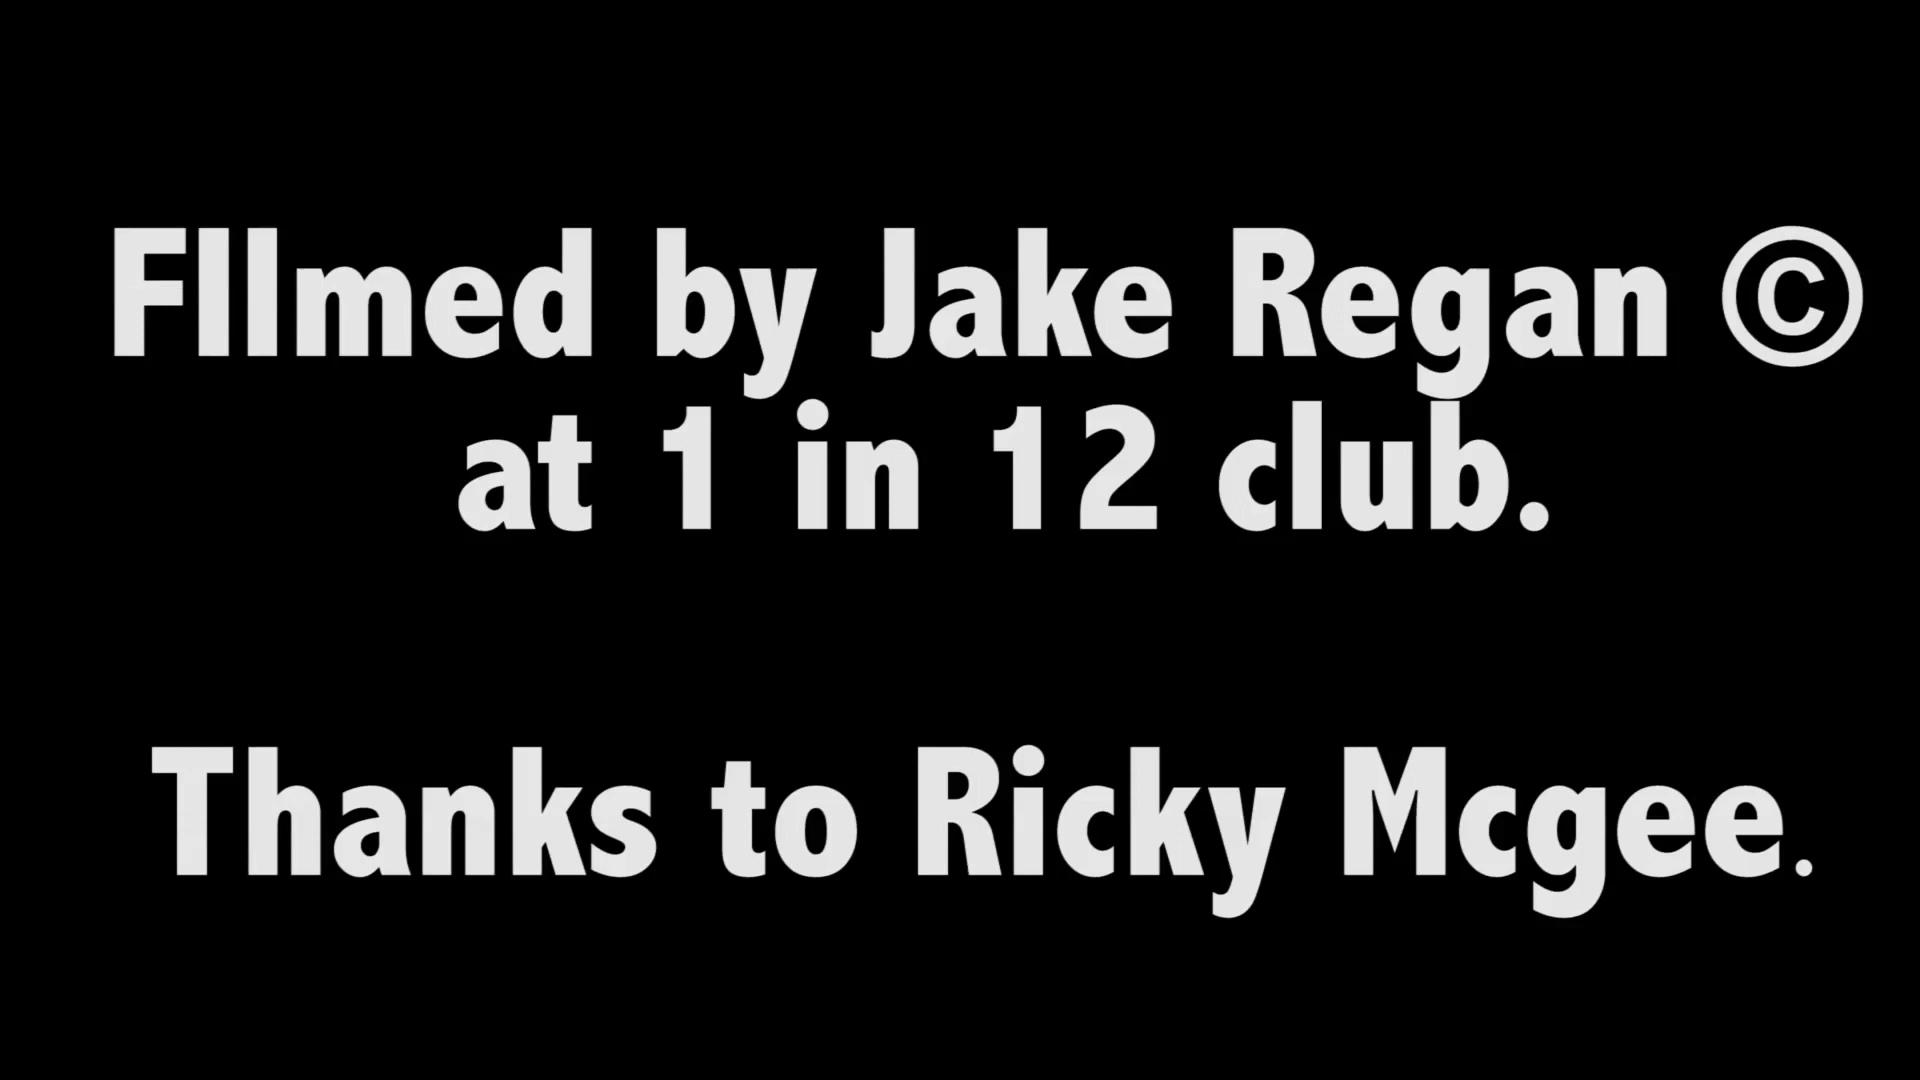 FIlmed by Jake Regan ©
at 1 in 12 club.
Thanks to Ricky Mcgee.